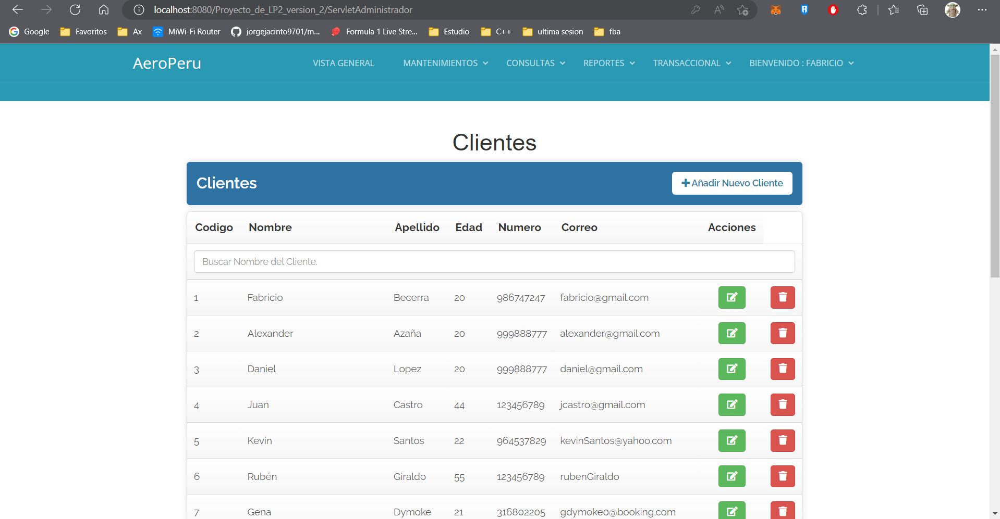 localhost:8080/Proyecto_de_LP2_version_2/ServletAdministrador
Google Favoritos Ax MiWi-Fi Router jorgejacinto9701/m... Formula 1 Live Stre... Estudio C++ ultima sesion fba
AeroPeru VISTA GENERAL MANTENIMIENTOS CONSULTAS REPORTES TRANSACCIONAL BIENVENIDO : FABRICIO
Clientes
Clientes Añadir Nuevo Cliente
Codigo Nombre Apellido Edad Numero Correo Acciones
Buscar Nombre del Cliente.
1 Fabricio Becerra 20 986747247 fabricio@gmail.com
2 Alexander Azaña 20 999888777 alexander@gmail.com
3 Daniel Lopez 20 999888777 daniel@gmail.com
4 Juan Castro 44 123456789 jcastro@gmail.com
5 Kevin Santos 22 964537829 kevinSantos@yahoo.com
6 Rubén Giraldo 55 123456789 rubenGiraldo
7 Gena Dymoke 21 316802205 gdymoke0@booking.com